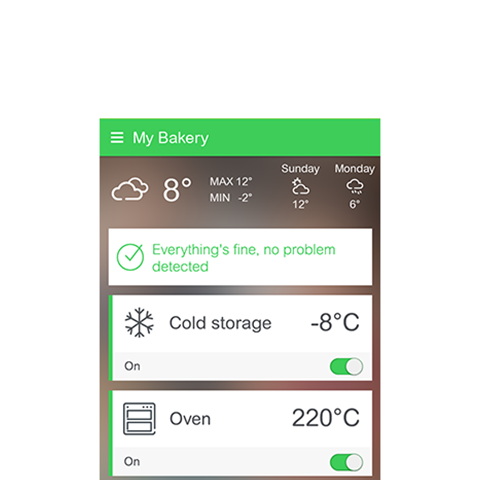 My Bakery
Sunday Monday
8° MAX 12°
MIN -2°
12° 6°
Everything's fine, no problem
detected
Cold storage -8°C
On
Oven 220°C
On